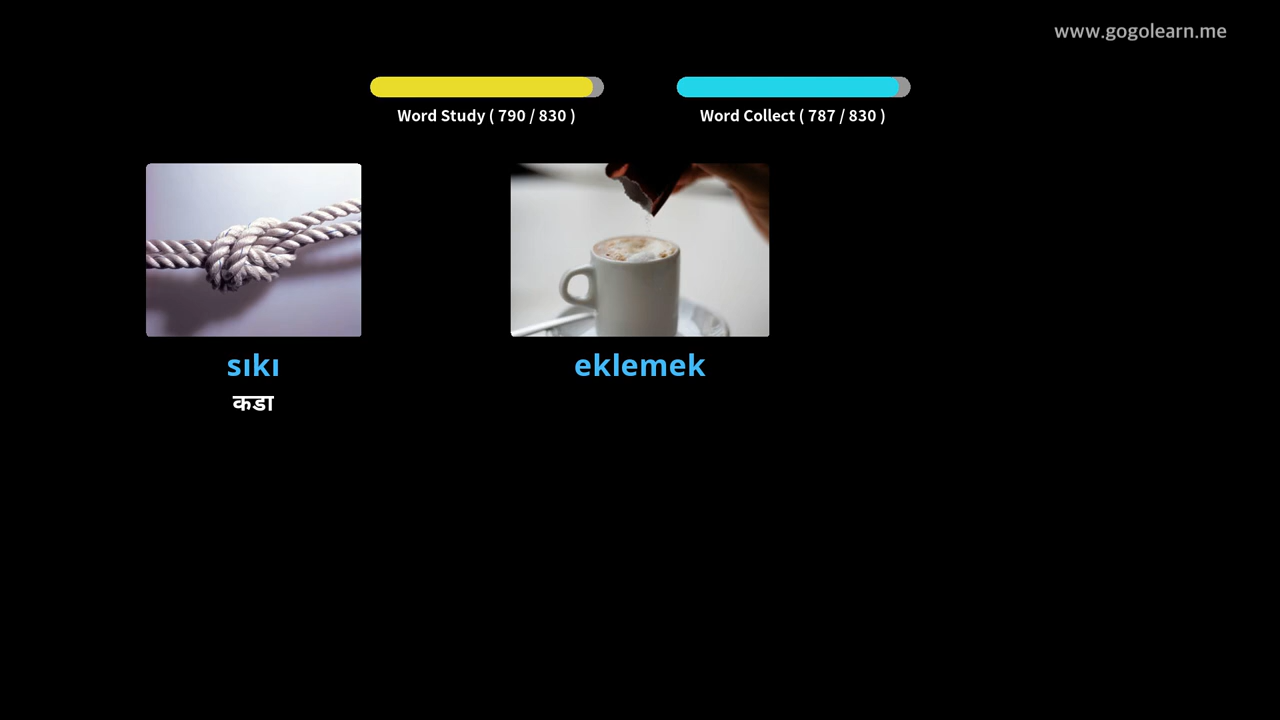 www.gogolearn.me
Word Study ( 790 / 830 )
Word Collect ( 787 / 830 )
sıkı
कडा
eklemek